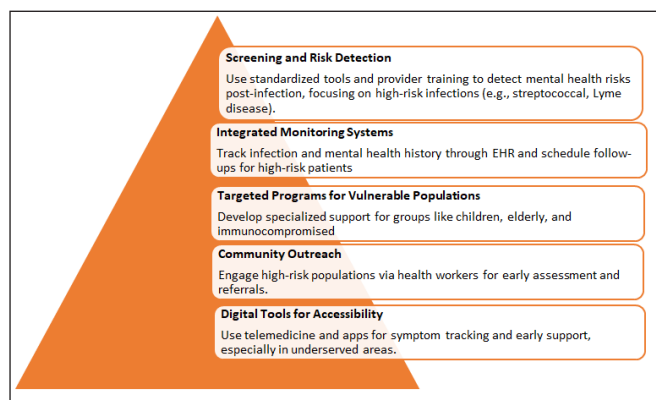 Screening and Risk Detection
Use standardized tools and provider training to detect mental health risks
post-infection, focusing on high-risk infections (e.g., streptococcal, Lyme
disease).
Integrated Monitoring Systems
Track infection and mental health history through EHR and schedule follow-
ups for high-risk patients
Targeted Programs for Vulnerable Populations
Develop specialized support for groups like children, elderly, and
immunocompromised
Community Outreach
Engage high-risk populations via health workers for early assessment and
referrals.
Digital Tools for Accessibility
Use telemedicine and apps for symptom tracking and early support,
especially in underserved areas.